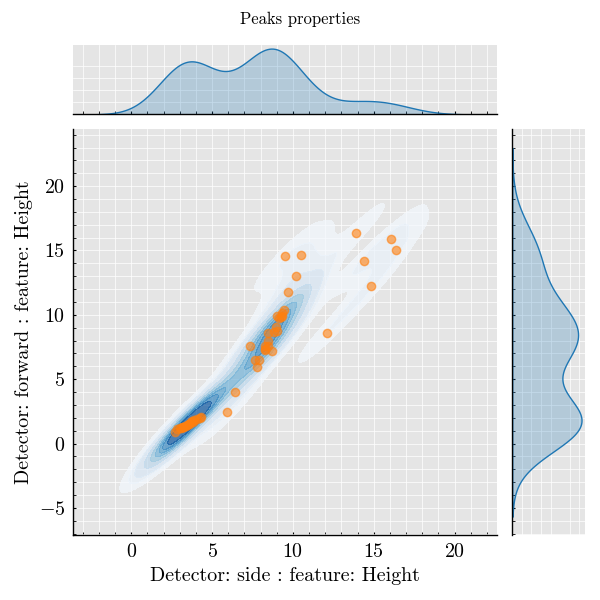 Peaks properties
Detector: forward : feature: Height
20
15
10
5
0
−5
0 5 10 15 20
Detector: side : feature: Height